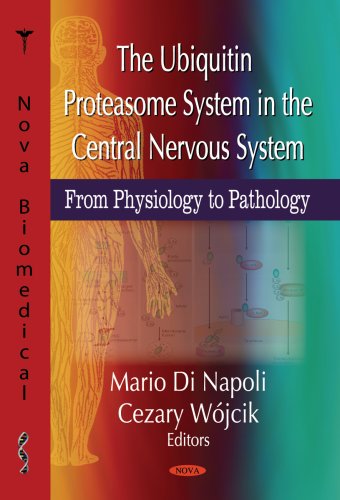 Nova Biomedical
The Ubiquitin
Proteasome System in the
Central Nervous System
From Physiology to Pathology
Mario Di Napoli
Cezary Wójcik
Editors
NOVA